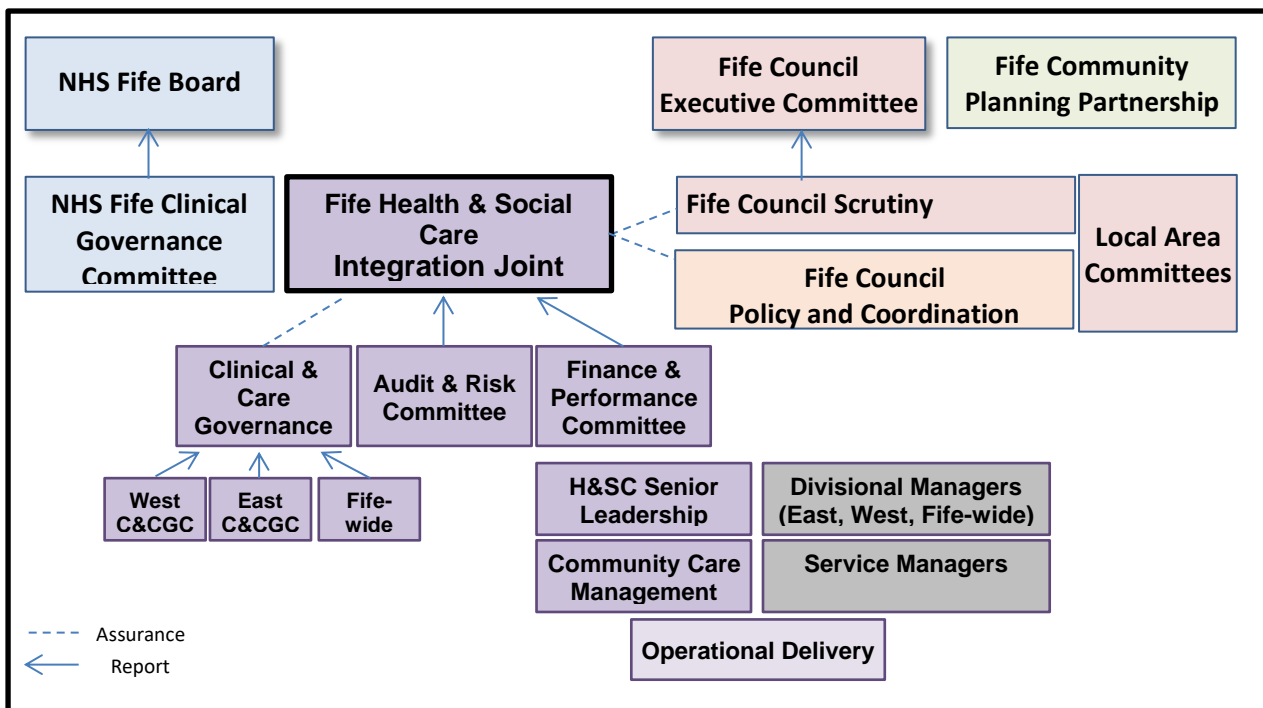 NHS Fife Board
Fife Council
Executive Committee
Fife Community
Planning Partnership
NHS Fife Clinical
Governance
Committee
Fife Health & Social
Care
Integration Joint
Fife Council Scrutiny
Local Area
Committees
Fife Council
Policy and Coordination
Clinical &
Care
Governance
Audit & Risk
Committee
Finance &
Performance
Committee
West
C&CGC
East
C&CGC
Fife-
wide
H&SC Senior
Leadership
Divisional Managers
(East, West, Fife-wide)
Community Care
Management
Service Managers
Operational Delivery
Assurance
Report